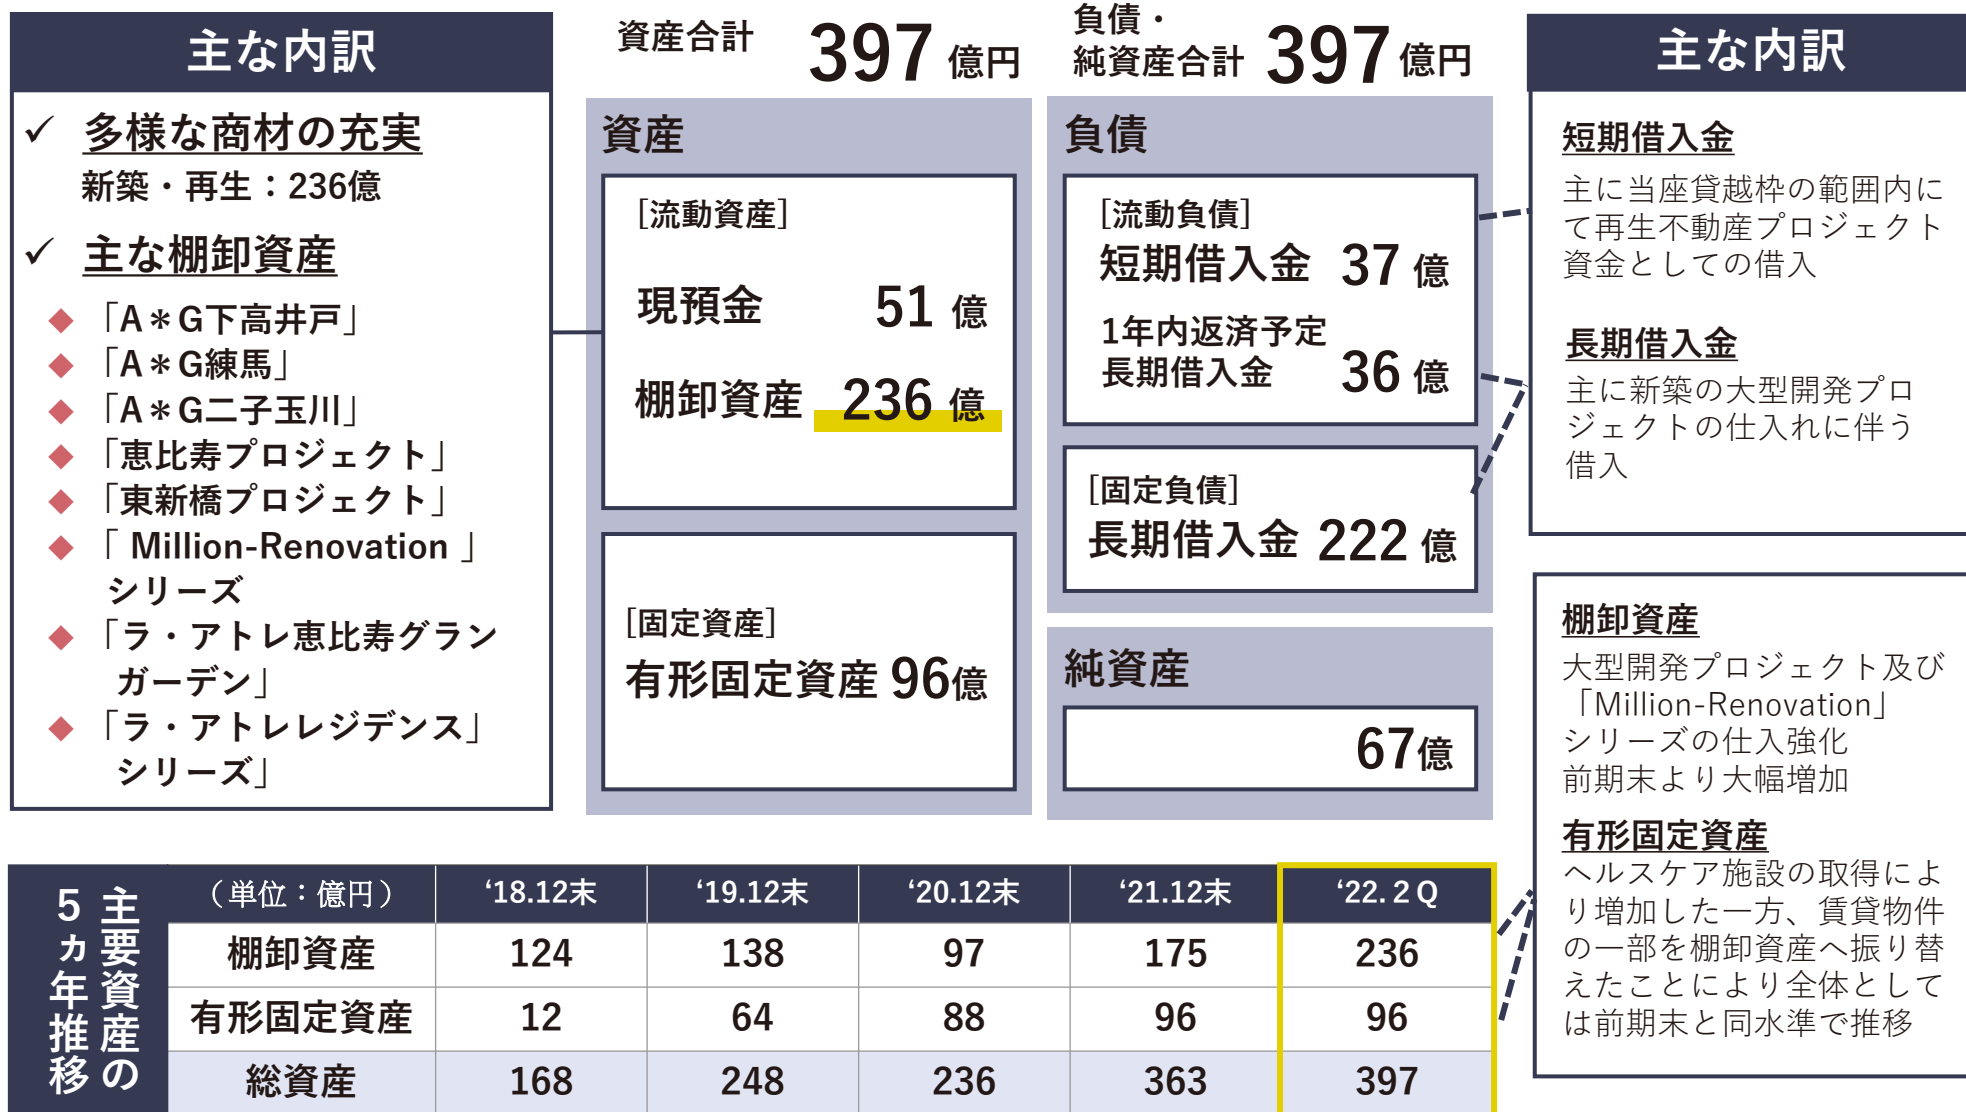 主な内訳
✓ 多様な商材の充実
新築・再生：236億
✓ 主な棚卸資産
◆ 「A＊G下高井戸」
◆ 「A＊G練馬」
◆ 「A＊G二子玉川」
◆ 「恵比寿プロジェクト」
◆ 「東新橋プロジェクト」
◆ 「 Million-Renovation 」
シリーズ
◆ 「ラ・アトレ恵比寿グラン
ガーデン」
◆ 「ラ・アトレレジデンス」
シリーズ」
資産合計 397 億円
資産
［流動資産］
現預金 51 億
棚卸資産 236 億
［固定資産］
有形固定資産 96億
負債・
純資産合計 397 億円
負債
［流動負債］
短期借入金 37 億
1年内返済予定
長期借入金 36 億
［固定負債］
長期借入金 222 億
純資産
67億
主な内訳
短期借入金
主に当座貸越枠の範囲内に
て再生不動産プロジェクト
資金としての借入
長期借入金
主に新築の大型開発プロ
ジェクトの仕入れに伴う
借入
棚卸資産
大型開発プロジェクト及び
「Million-Renovation」
シリーズの仕入強化
前期末より大幅増加
有形固定資産
ヘルスケア施設の取得によ
り増加した一方、賃貸物件
の一部を棚卸資産へ振り替
えたことにより全体として
は前期末と同水準で推移
主要資産の
5ヵ年推移
（単位：億円） ‘18.12末 ‘19.12末 ‘20.12末 ‘21.12末 ‘22.２Q
棚卸資産 124 138 97 175 236
有形固定資産 12 64 88 96 96
総資産 168 248 236 363 397